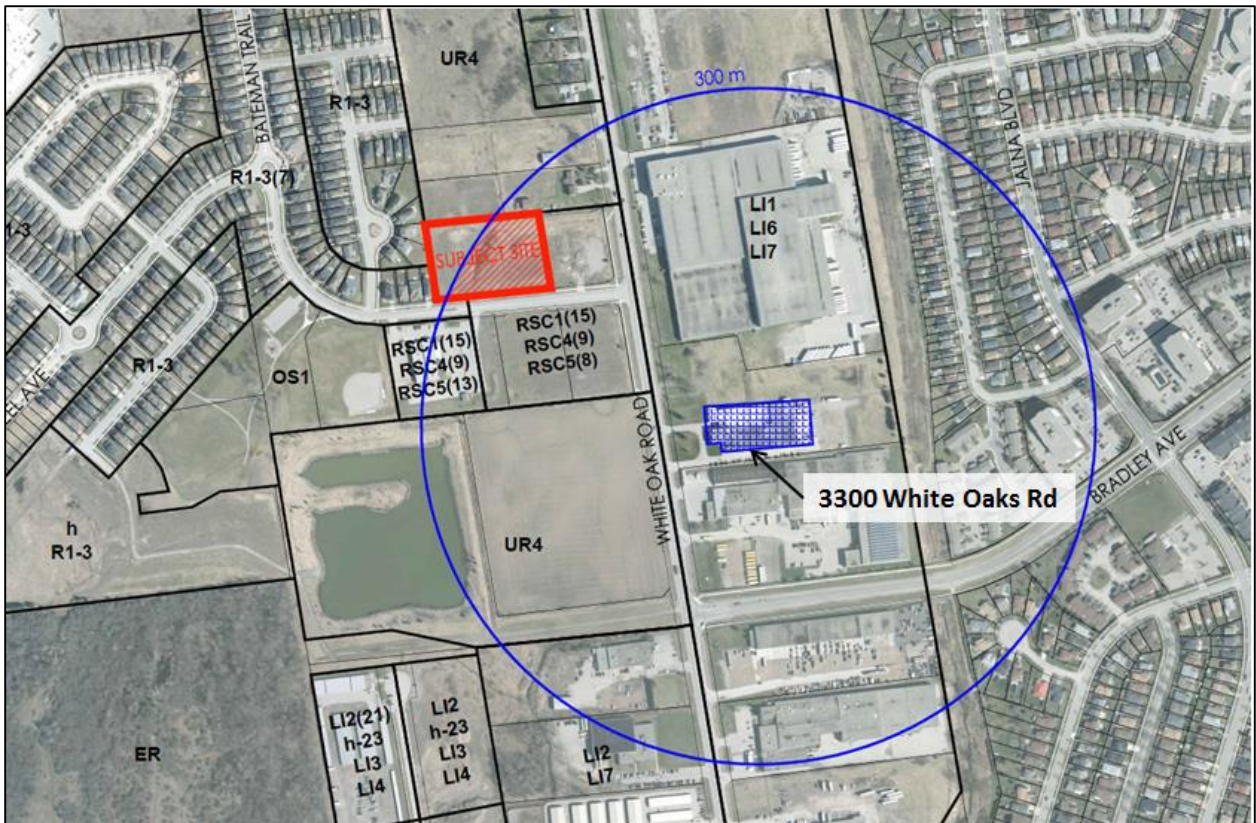 UR4
300 m
BATEMAN TRAIL
R1-3
JALNA BLVD
R1-3(7)
LI1
LI6
LI7
1-3
SUBJECT SITE
RSC1(15)
RSC4(9)
RSC5(8)
RSC1(15)
RSC4(9)
RSC5(13)
R1-3
OS1
EL AVE
WHITE OAK ROAD
BRADLEY AVE
3300 White Oaks Rd
h
R1-3
UR4
ER
LI2(21)
h-23
LI3
LI4
LI2
h-23
LI3
LI4
LI2
LI7